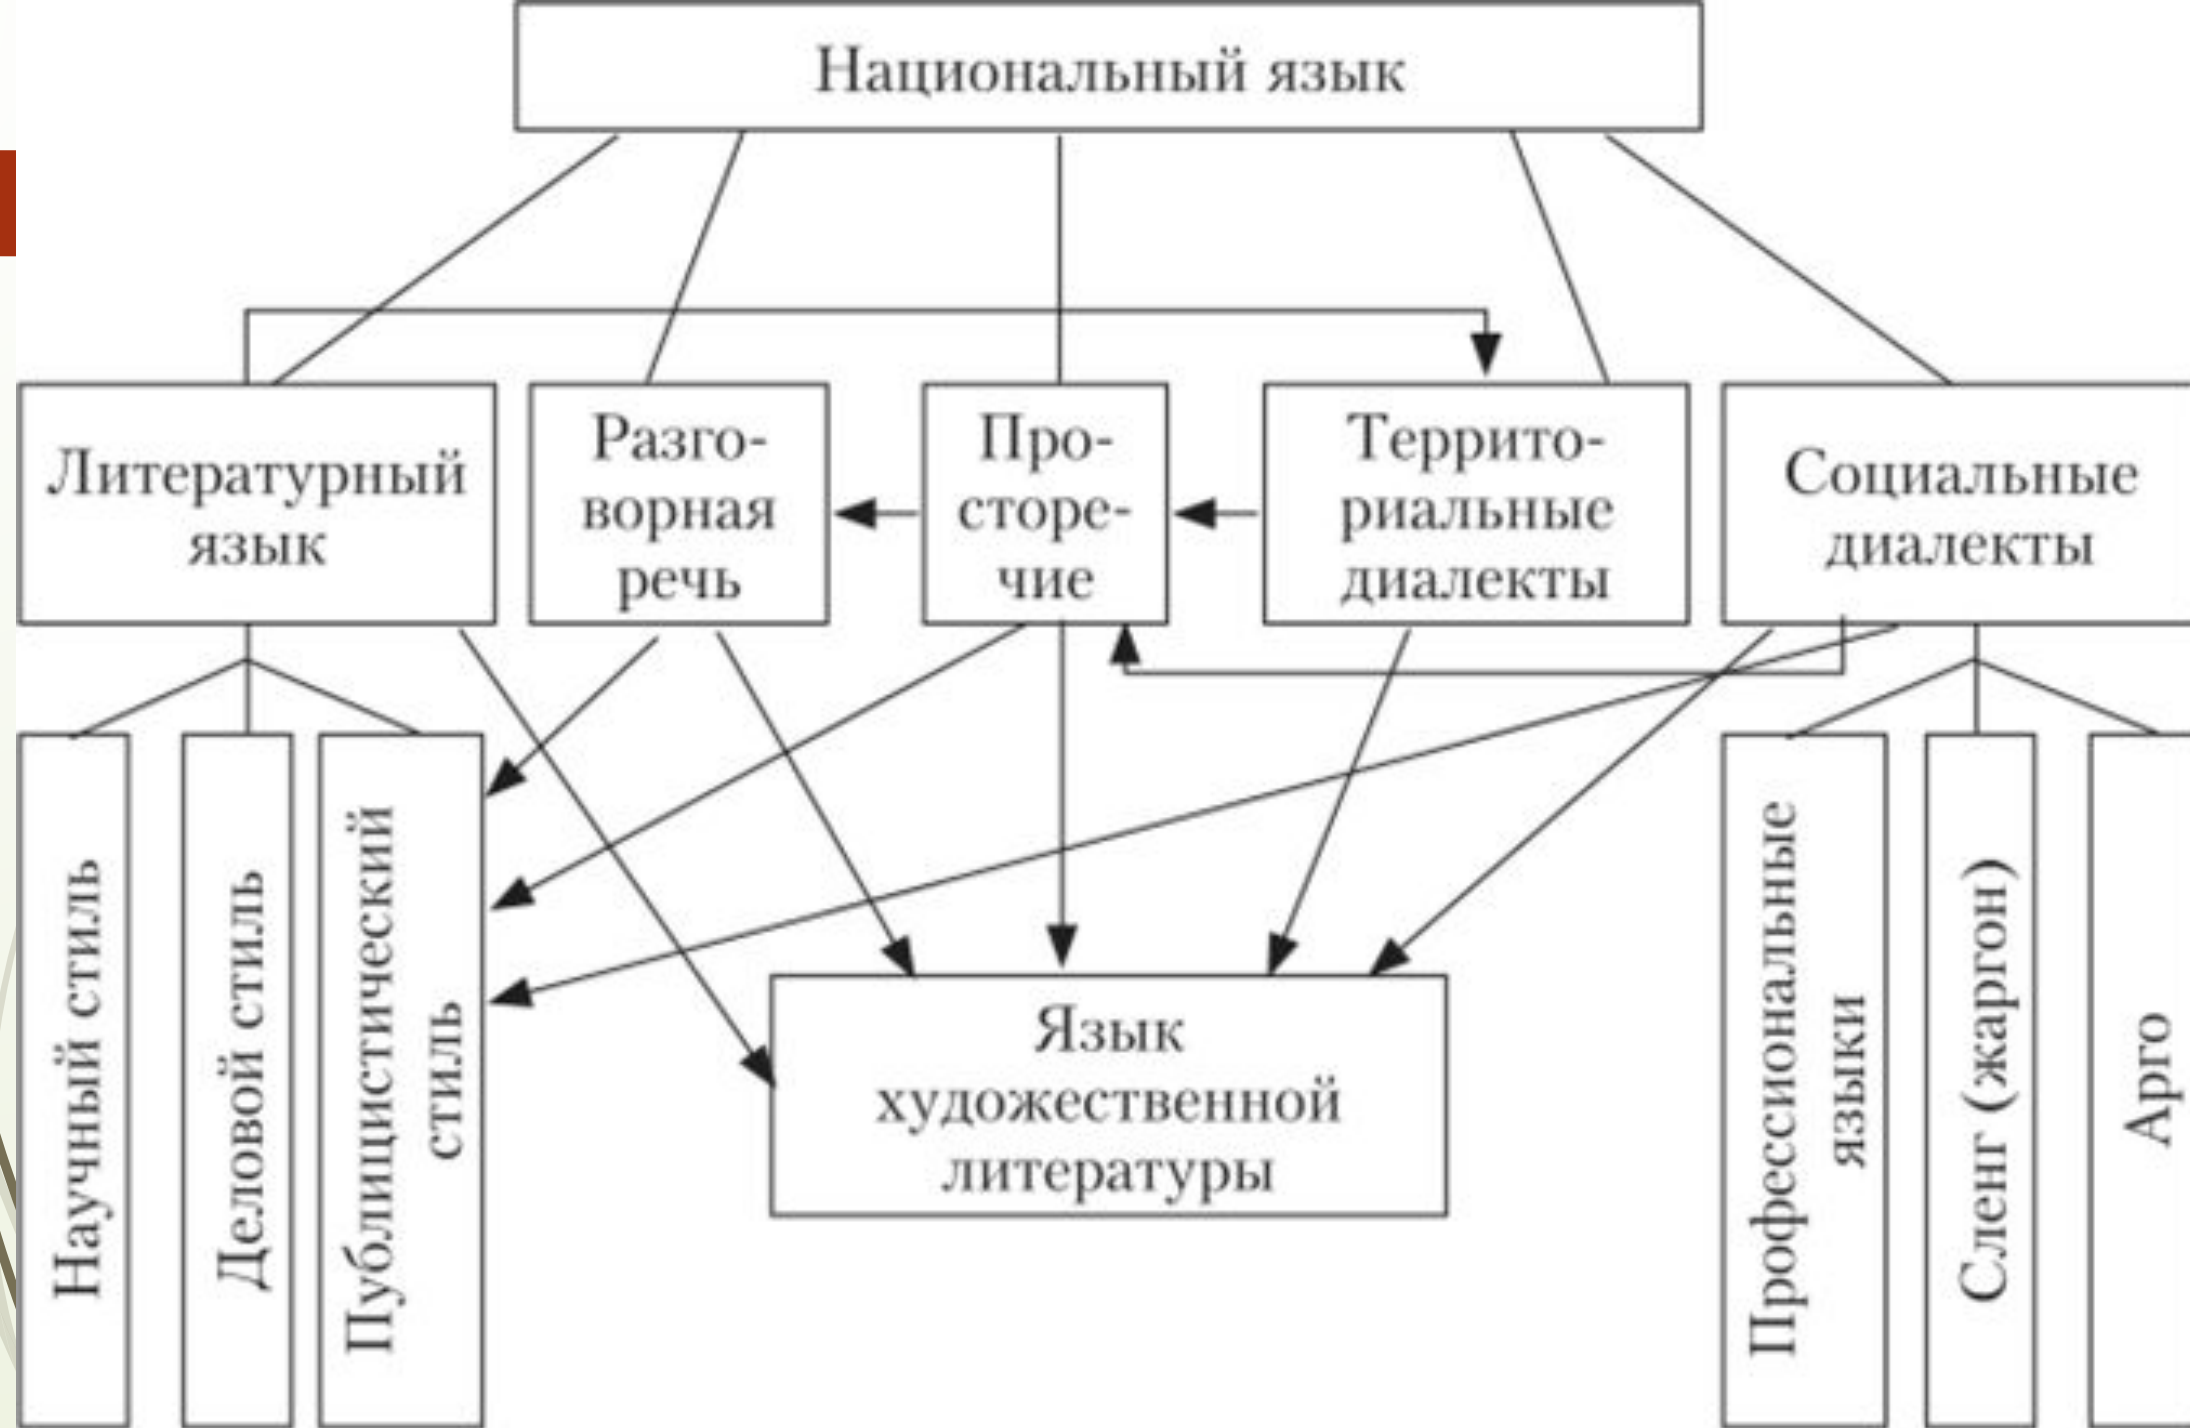 Национальный язык
Литературный
язык
Разго-
ворная
речь
Про-
сторе-
чие
Террито-
риальные
диалекты
Социальные
диалекты
Научный стиль
Деловой стиль
Публицистический
стиль
Язык
художественной
литературы
Профессиональные
языки
Сленг (жаргон)
Арго